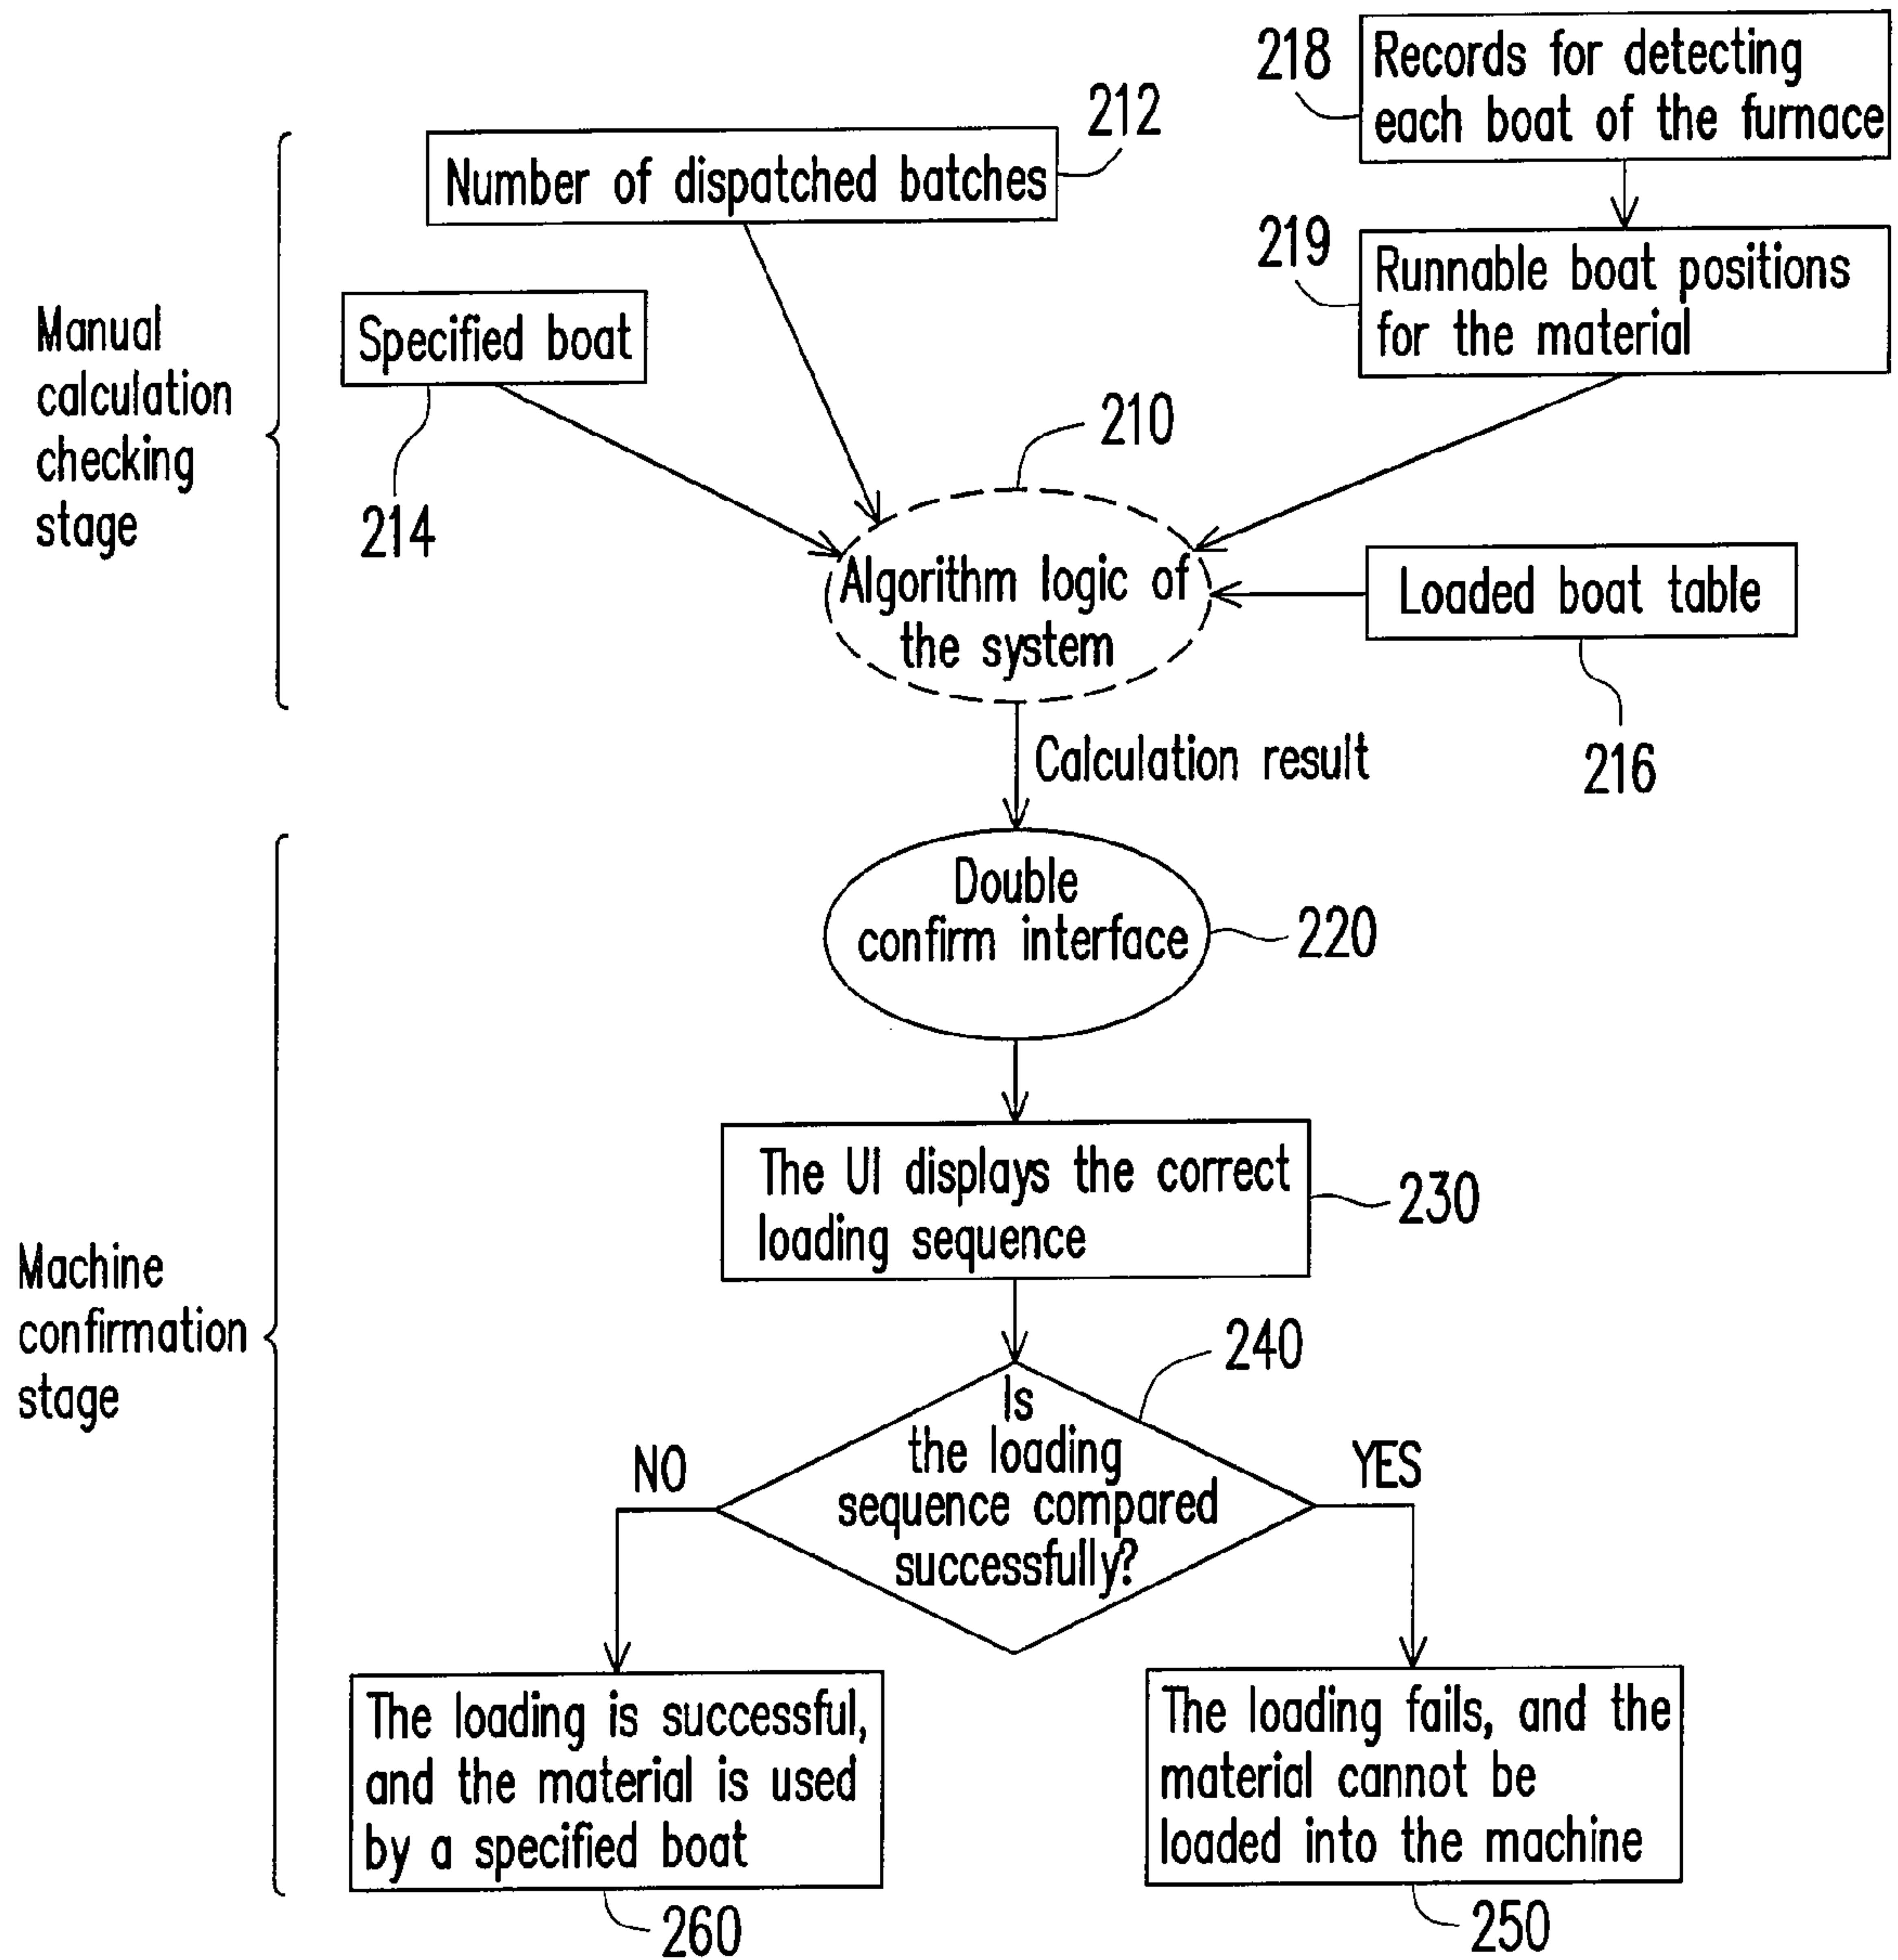 218
Records for detecting
each boat of the furnace
212
Number of dispatched batches
219
Runnable boat positions
for the material
Manual
calculation
checking
stage
Specified boat
214
210
Algorithm logic of
the system
Loaded boat table
216
Calculation result
Double
confirm interface
220
The UI displays the correct
loading sequence
230
Machine
confirmation
stage
240
Is
the loading
sequence compared
successfully?
NO
YES
The loading is successful,
and the material is used
by a specified boat
260
The loading fails, and the
material cannot be
loaded into the machine
250